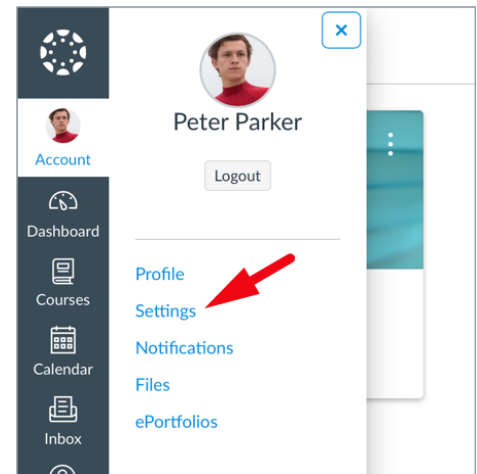 ×
Peter Parker
Logout
Account
Dashboard
Courses
Calendar
Inbox
Profile
Settings
Notifications
Files
ePortfolios